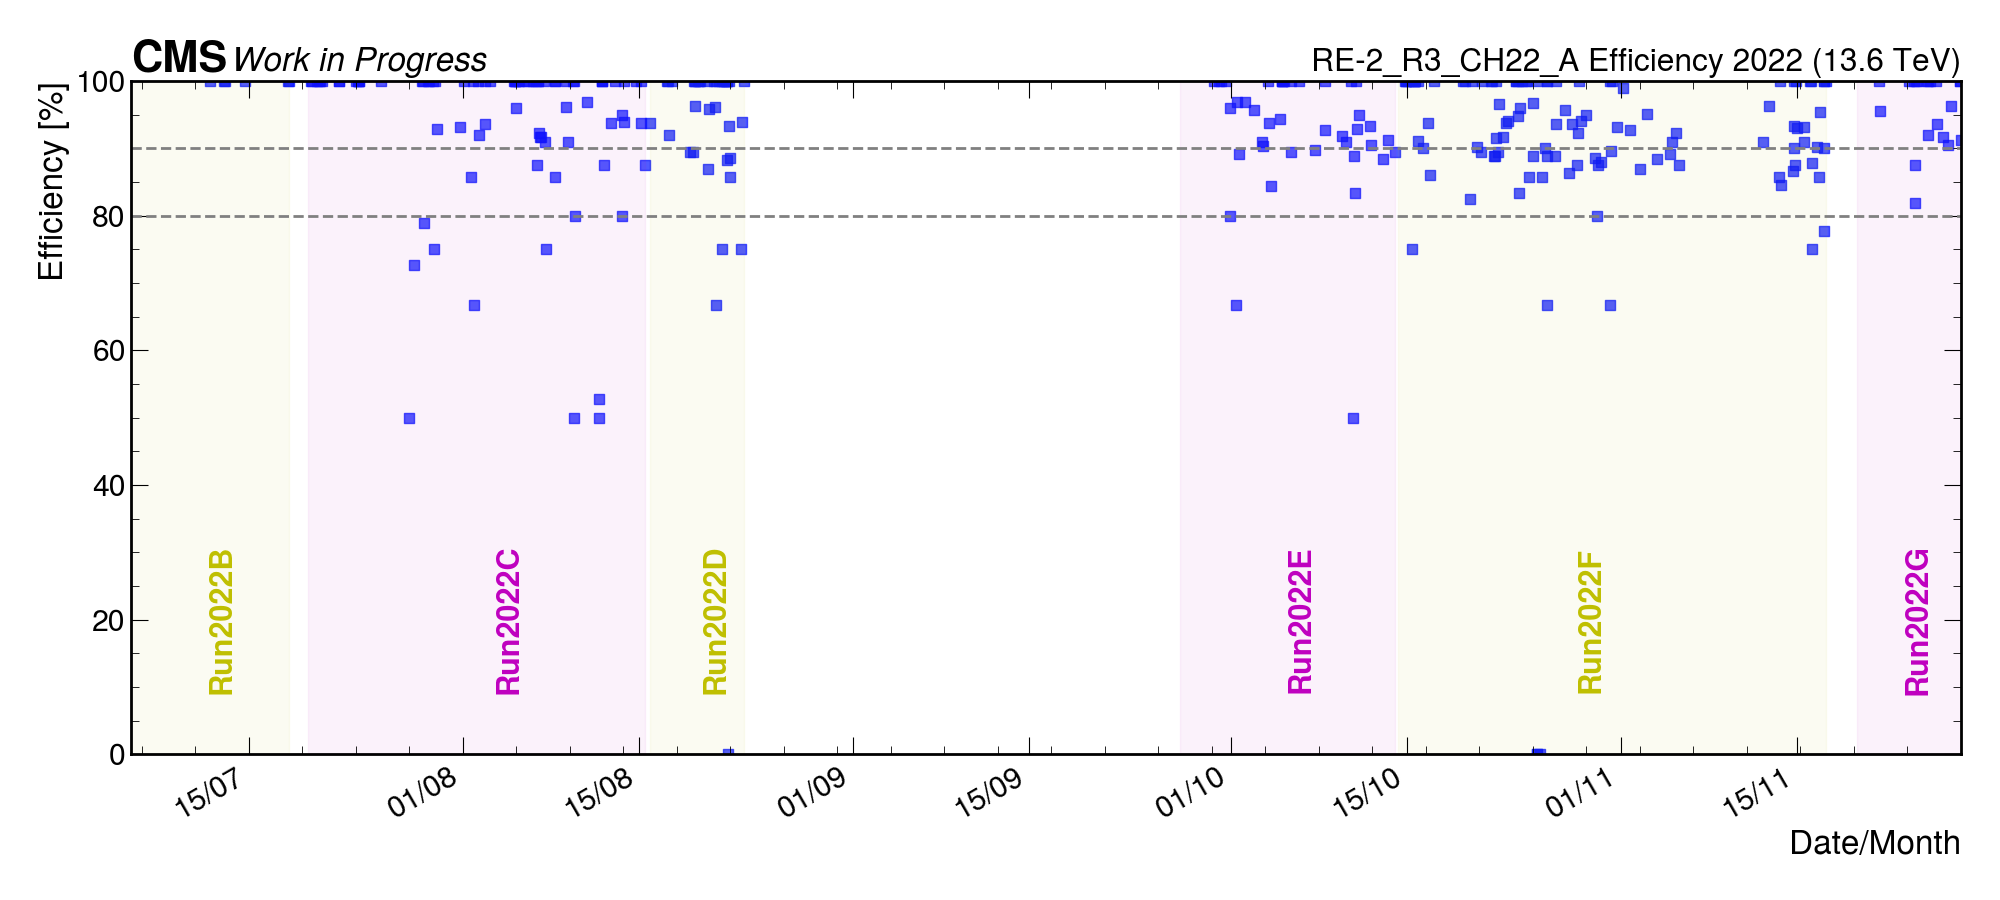 CMS Work in Progress
RE-2_R3_CH22_A Efficiency 2022 (13.6 TeV)
Efficiency [%]
100
80
60
40
20
0
Run2022B
Run2022C
Run2022D
Run2022E
Run2022F
Run2022G
15/07
01/08
15/08
01/09
15/09
01/10
15/10
01/11
15/11
Date/Month